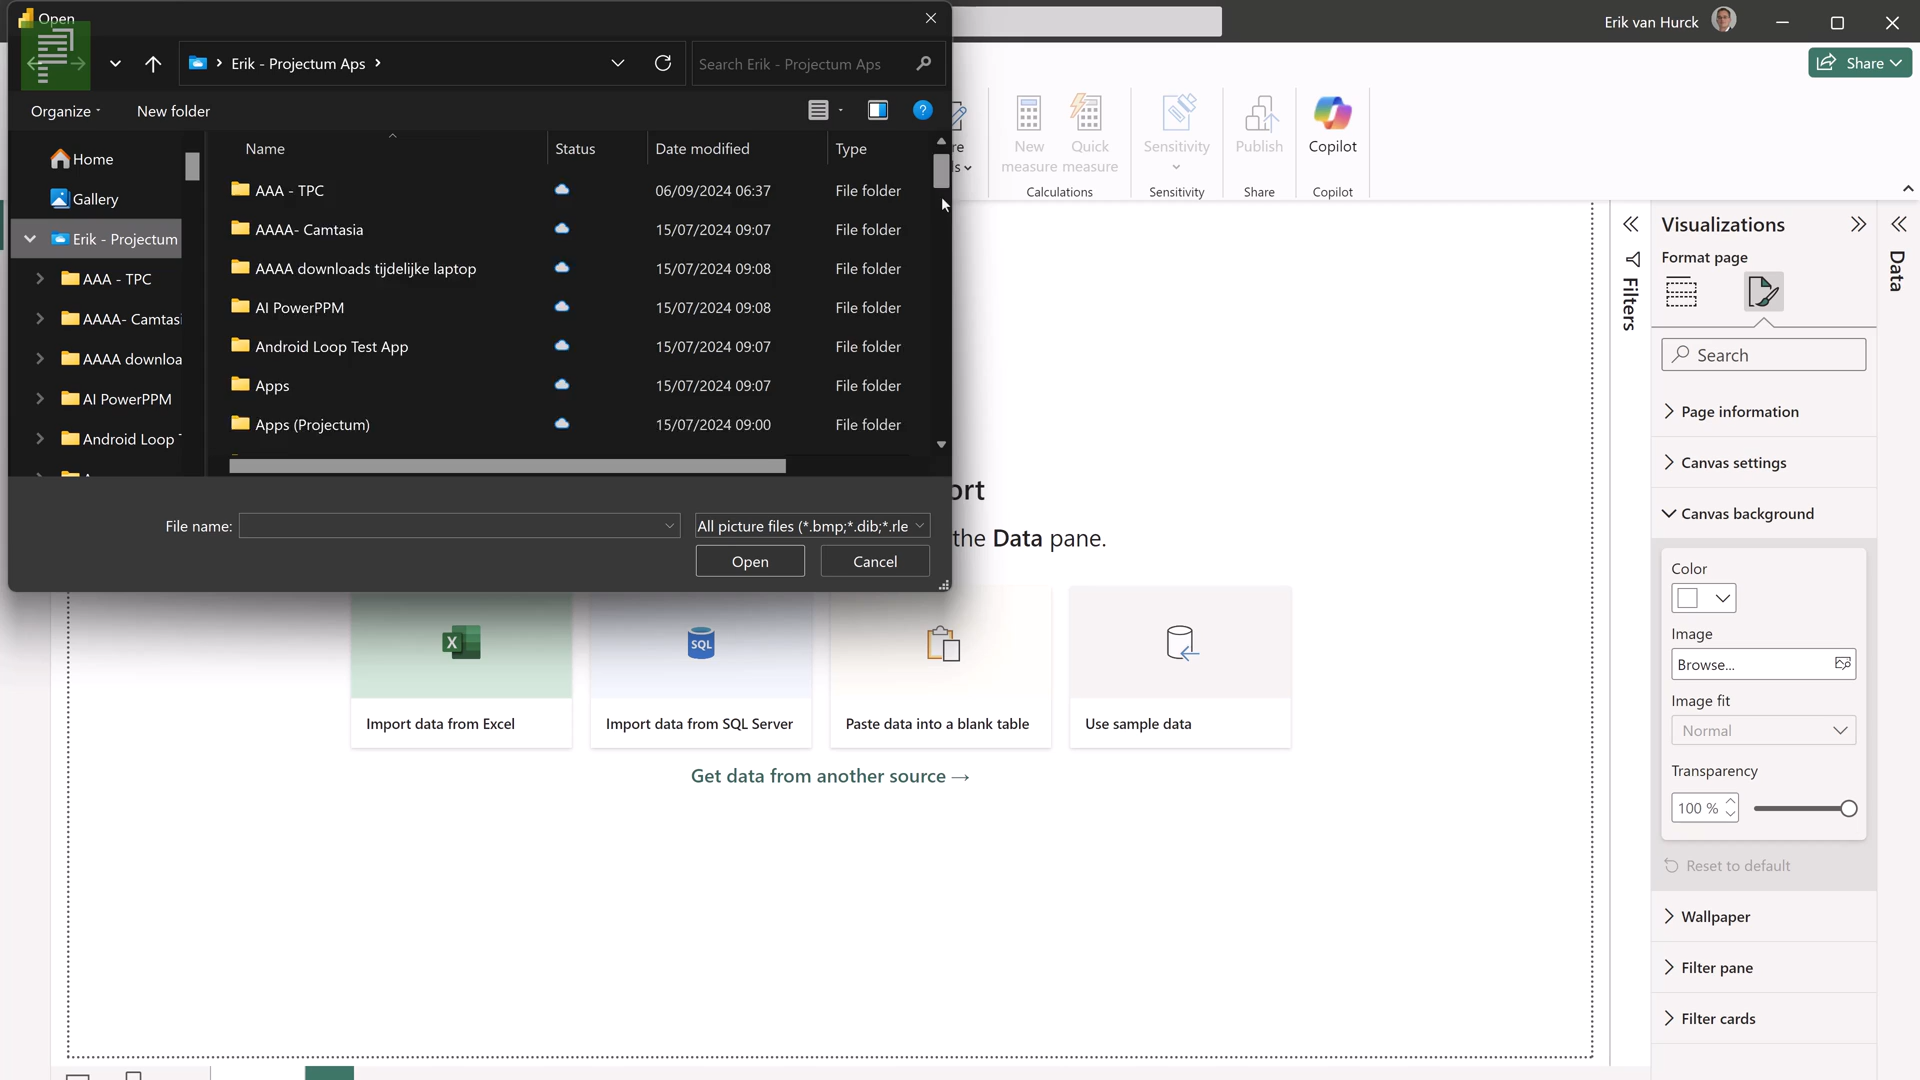 Open
Erik van Hurck
Erik - Projectum Aps
Search Erik - Projectum Aps
Share
Organize
New folder
Home
Gallery
Erik - Projectum
AAA - TPC
AAAA- Camtasi
AAAA downloa
AI PowerPPM
Android Loop T
Name
Status
Date modified
Type
AAA - TPC
06/09/2024 06:37
File folder
AAAA- Camtasia
15/07/2024 09:07
File folder
AAAA downloads tijdelijke laptop
15/07/2024 09:08
File folder
AI PowerPPM
15/07/2024 09:08
File folder
Android Loop Test App
15/07/2024 09:07
File folder
Apps
15/07/2024 09:07
File folder
Apps (Projectum)
15/07/2024 09:00
File folder
File name:
All picture files (*.bmp;*.dib;*.rle
Open
Cancel
New
measure
Quick
measure
Calculations
Sensitivity
Sensitivity
Publish
Share
Copilot
Copilot
the Data pane.
SQL
Import data from Excel
Import data from SQL Server
Paste data into a blank table
Use sample data
Get data from another source →
Filters
Visualizations
Format page
Search
Page information
Canvas settings
Canvas background
Color
Image
Browse...
Image fit
Normal
Transparency
100 %
Reset to default
Wallpaper
Filter pane
Filter cards
Data